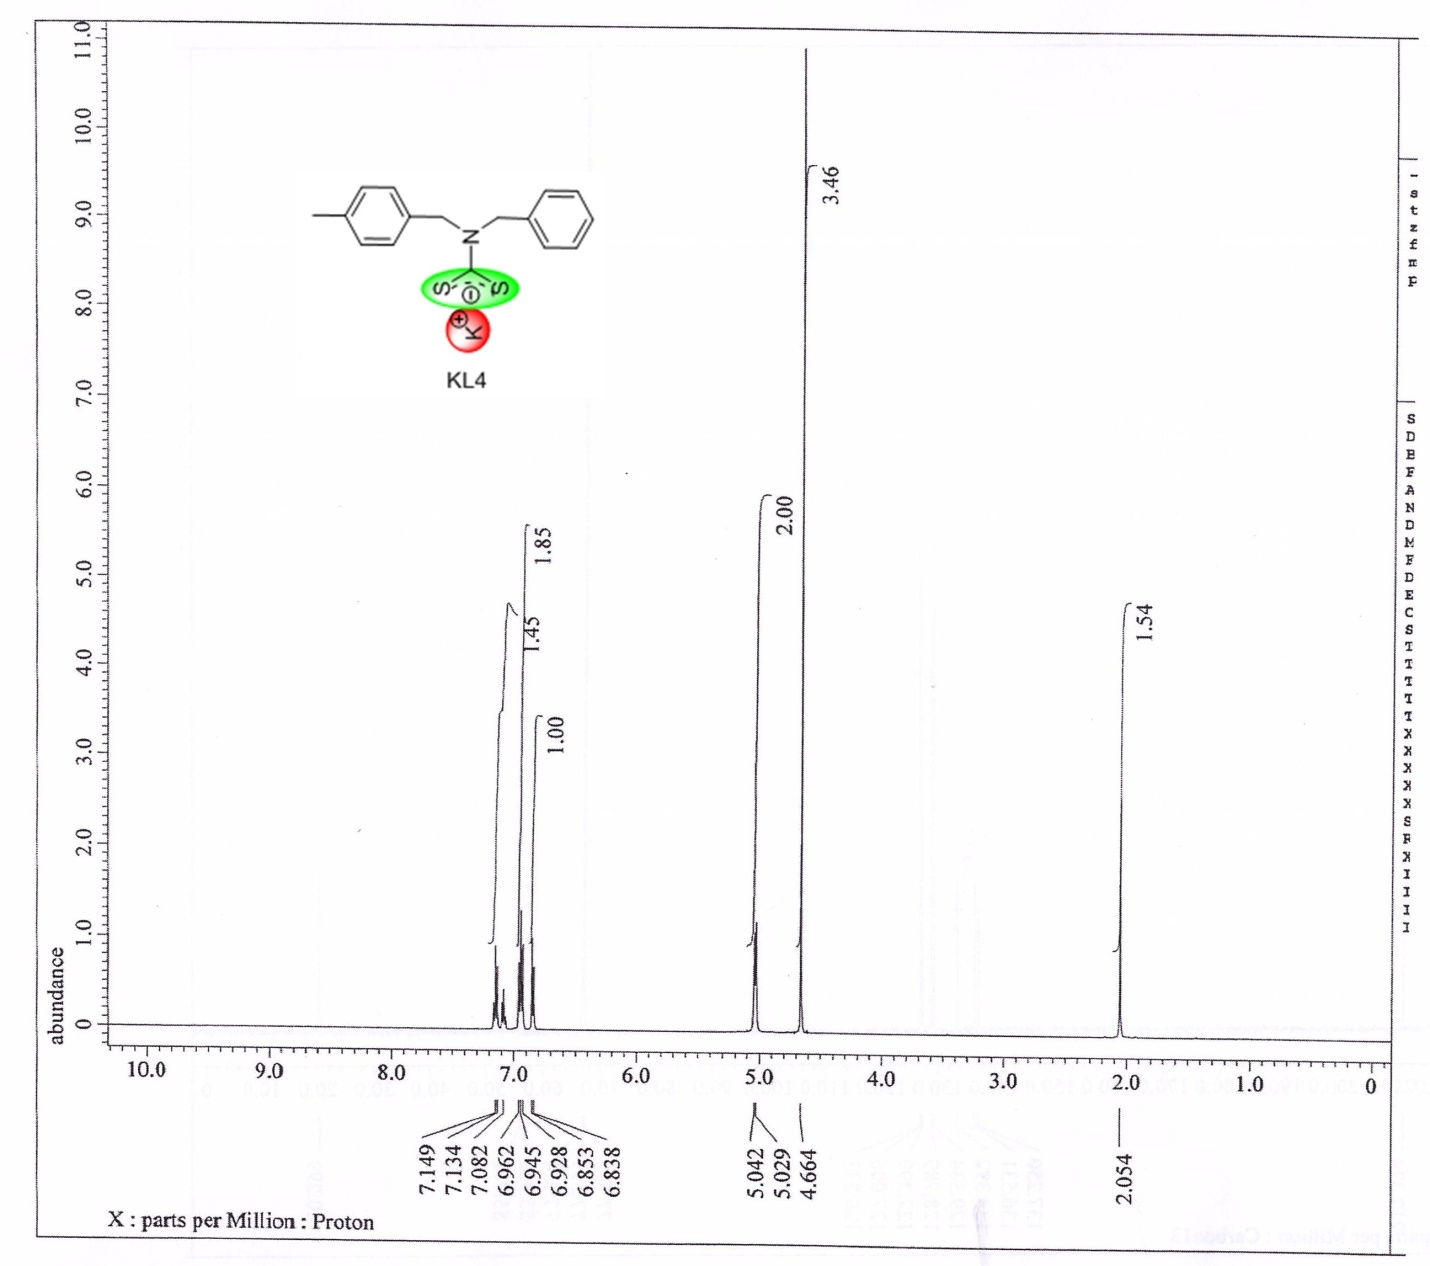 abundance
11.0
10.0
9.0
8.0
7.0
6.0
5.0
4.0
3.0
2.0
1.0
0
N
S
S
K
KL4
3.46
2.00
1.85
1.45
1.00
1.54
10.0 9.0 8.0 7.0 6.0 5.0 4.0 3.0 2.0 1.0 0
7.149
7.134
7.082
6.962
6.945
6.928
6.853
6.838
5.042
5.029
4.664
2.054
X : parts per Million : Proton
-
s
t
z
f
m
p
S
D
B
F
A
N
D
M
F
D
E
C
S
T
T
T
T
T
X
X
X
X
X
S
R
X
I
I
I
I